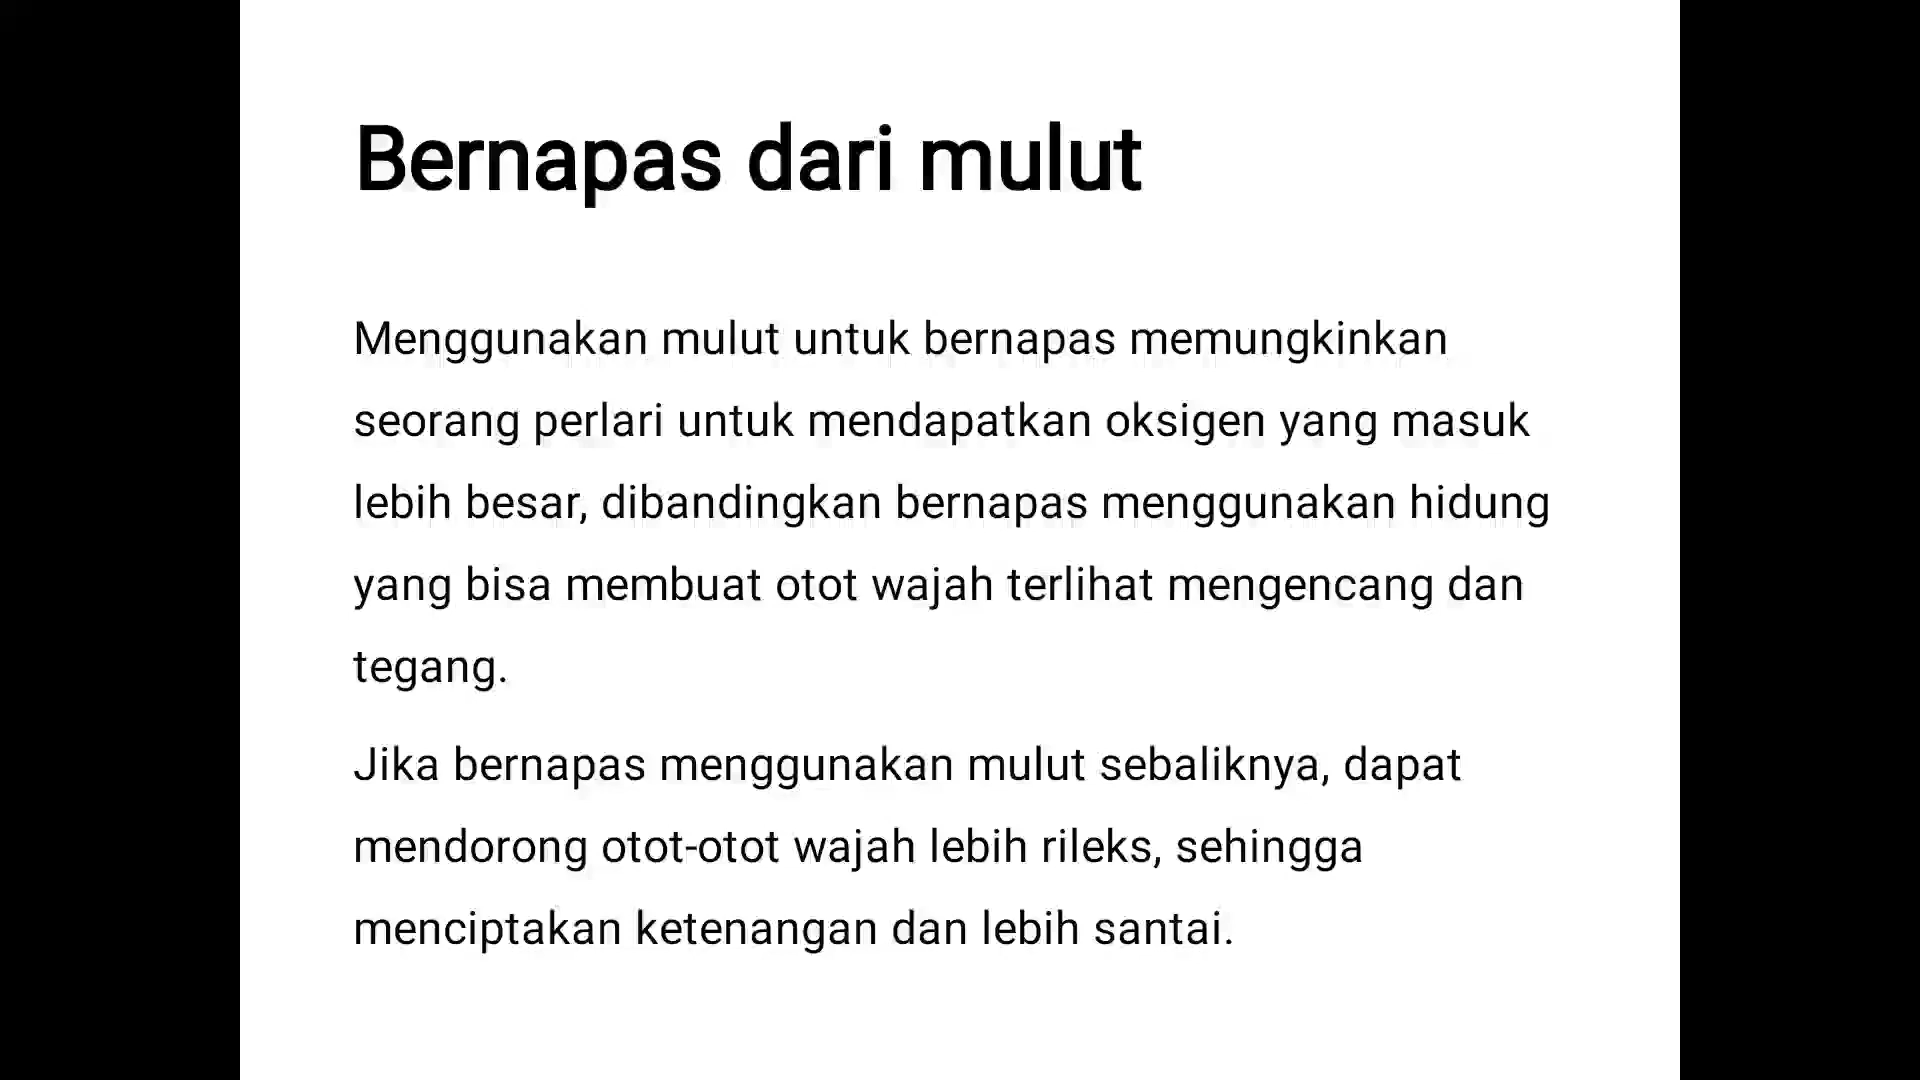 Bernapas dari mulut
Menggunakan mulut untuk bernapas memungkinkan
seorang perlari untuk mendapatkan oksigen yang masuk
lebih besar, dibandingkan bernapas menggunakan hidung
yang bisa membuat otot wajah terlihat mengencang dan
tegang.
Jika bernapas menggunakan mulut sebaliknya, dapat
mendorong otot-otot wajah lebih rileks, sehingga
menciptakan ketenangan dan lebih santai.